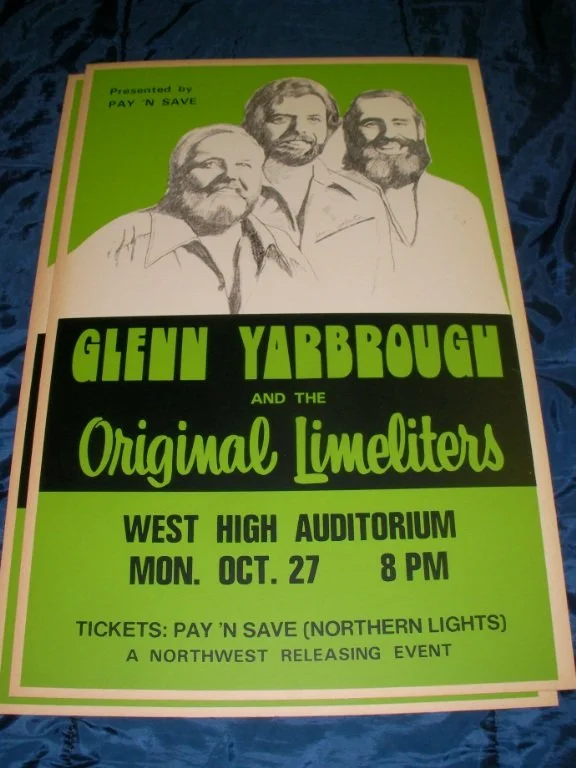 Presented by
PAY 'N SAVE
GLENN YARBROUGH
AND THE
Original Limeliters
WEST HIGH AUDITORIUM
MON. OCT. 27 8 PM
TICKETS: PAY 'N SAVE (NORTHERN LIGHTS)
A NORTHWEST RELEASING EVENT